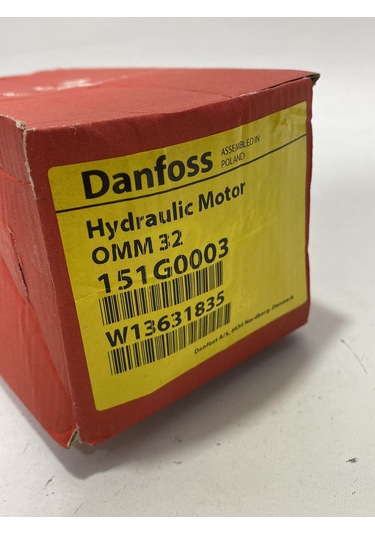 Danfoss
ASSEMBLED IN
POLAND
Hydraulic Motor
OMM 32
151G0003
W13631835
Danfoss A/S, 6430 Nordborg, Denmark